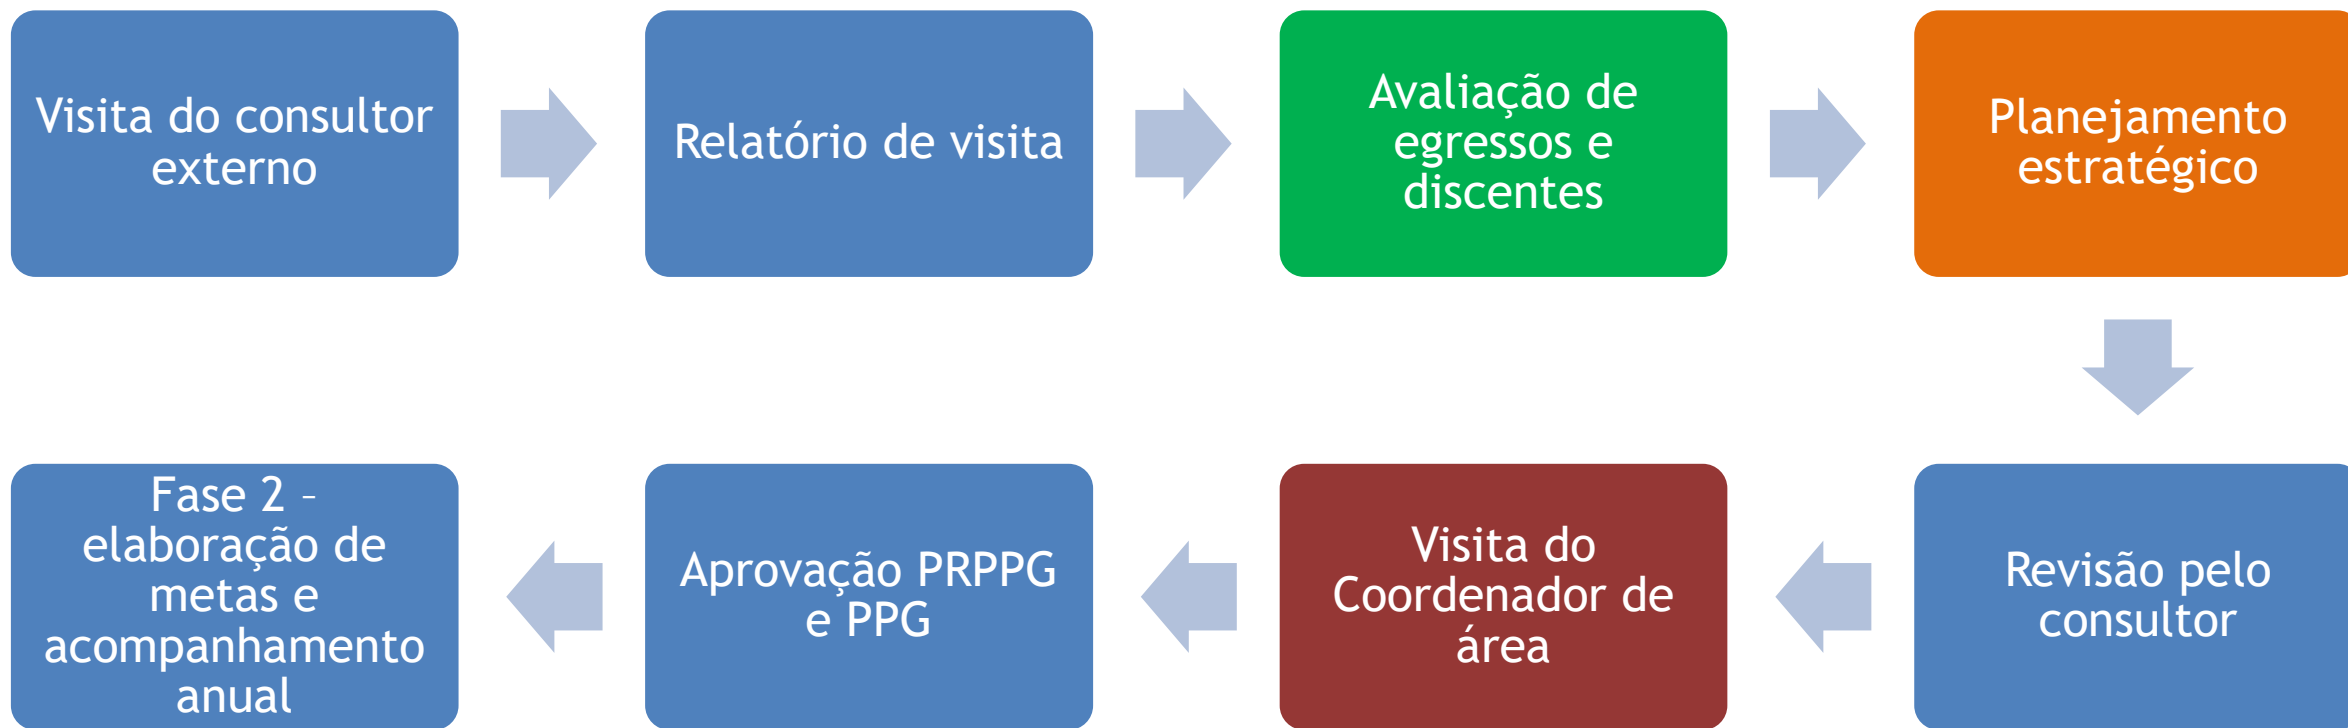 Visita do consultor
externo
Relatório de visita
Avaliação de
egressos e
discentes
Planejamento
estratégico
Revisão pelo
consultor
Visita do
Coordenador de
área
Aprovação PRPPG
e PPG
Fase 2 –
elaboração de
metas e
acompanhamento
anual